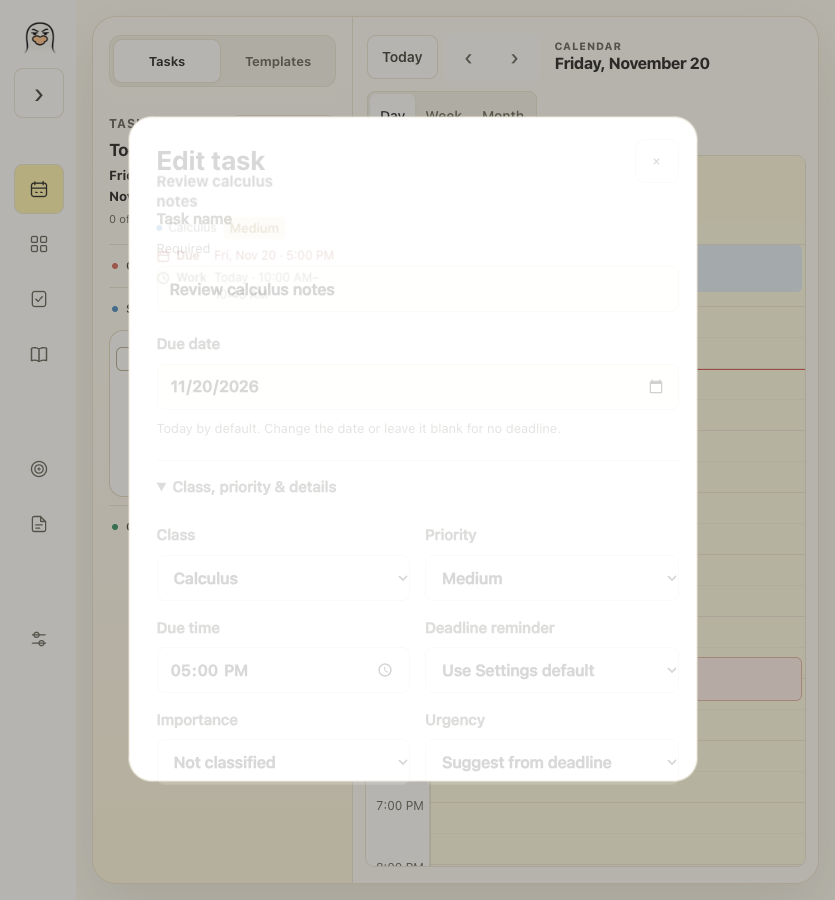 Tasks
Templates
Today
CALENDAR
Friday, November 20
Day
Week
Month
Edit task
×
Review calculus
notes
Task name
Calculus
Medium
Required
Due
Fri, Nov 20 · 5:00 PM
Work
Today · 10:00 AM–
Review calculus notes
Due date
11/20/2026
Today by default. Change the date or leave it blank for no deadline.
Class, priority & details
Class
Priority
Calculus
Medium
Due time
Deadline reminder
05:00 PM
Use Settings default
Importance
Urgency
Not classified
Suggest from deadline
7:00 PM
8:00 PM